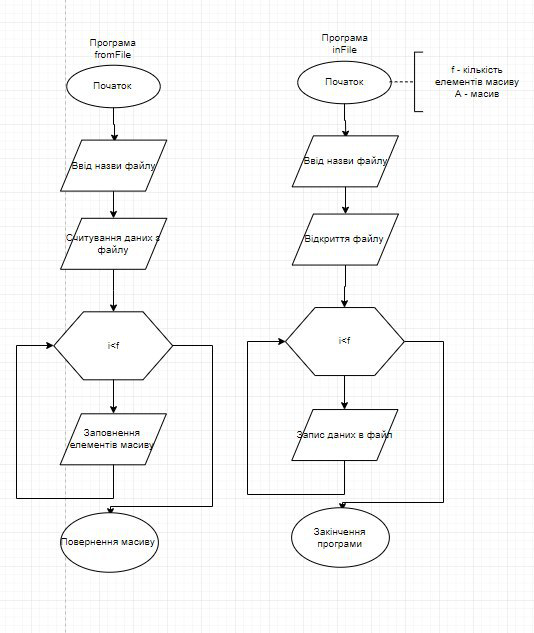 Програма
fromFile
Початок
Ввід назви файлу
Считування даних з
файлу
i<f
Заповнення
елементів масиву
Повернення масиву
Програма
inFile
Початок
f - кількість
елементів масиву
A - масив
Ввід назви файлу
Відкриття файлу
i<f
Запис даних в файл
Закінчення
програми